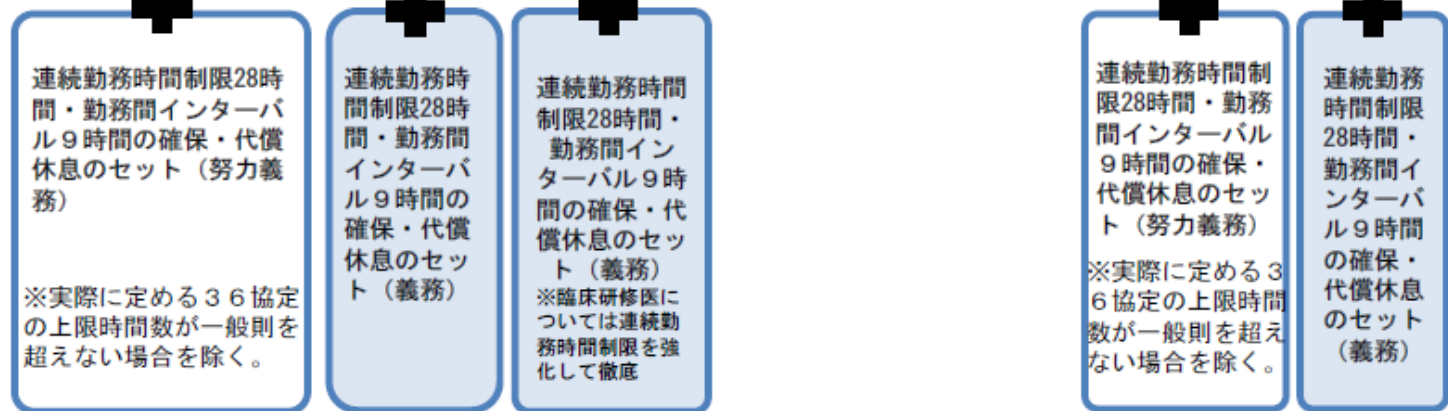 連続勤務時間制限28時
間・勤務間インターバ
ル９時間の確保・代償
休息のセット（努力義
務）
※実際に定める３６協定
の上限時間数が一般則を
超えない場合を除く。
連続勤務時
間制限28時
間・勤務間
インターバ
ル９時間の
確保・代償
休息のセッ
ト（義務）
連続勤務時間
制限28時間・
勤務間イン
ターバル９時
間の確保・代
償休息のセッ
ト（義務）
※臨床研修医に
ついては連続勤
務時間制限を強
化して徹底
連続勤務時間制
限28時間・勤務
間インターバル
９時間の確保・
代償休息のセッ
ト（努力義務）
※実際に定める３
６協定の上限時間
数が一般則を超え
ない場合を除く。
連続勤務
時間制限
28時間・
勤務間イ
ンターバ
ル９時間
の確保・
代償休息
のセット
（義務）